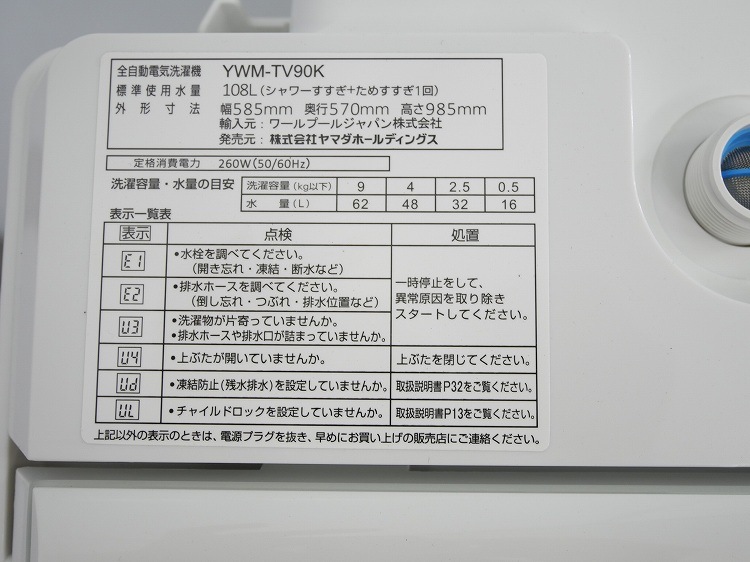 全自動電気洗濯機 YWM-TV90K
標準使用水量 108L(シャワーすすぎ+ためすすぎ1回)
外形寸法 幅585mm 奥行570mm 高さ985mm
輸入元：ワールプールジャパン株式会社
発売元：株式会社ヤマダホールディングス
定格消費電力 260W(50/60Hz)
洗濯容量・水量の目安 洗濯容量(kg以下) 9 4 2.5 0.5
水量(L) 62 48 32 16
表示一覧表
表示 点検 処置
E1 •水栓を調べてください。
(開き忘れ・凍結・断水など)
E2 •排水ホースを調べてください。
(倒し忘れ・つぶれ・排水位置など)
U3 •洗濯物が片寄っていませんか。
•排水ホースや排水口が詰まっていませんか。
一時停止をして、
異常原因を取り除き
スタートしてください。
U4 •上ぶたが開いていませんか。 上ぶたを閉じてください。
Ud •凍結防止(残水排水)を設定していませんか。 取扱説明書P32をご覧ください。
UL •チャイルドロックを設定していませんか。 取扱説明書P13をご覧ください。
上記以外の表示のときは、電源プラグを抜き、早めにお買い上げの販売店にご連絡ください。